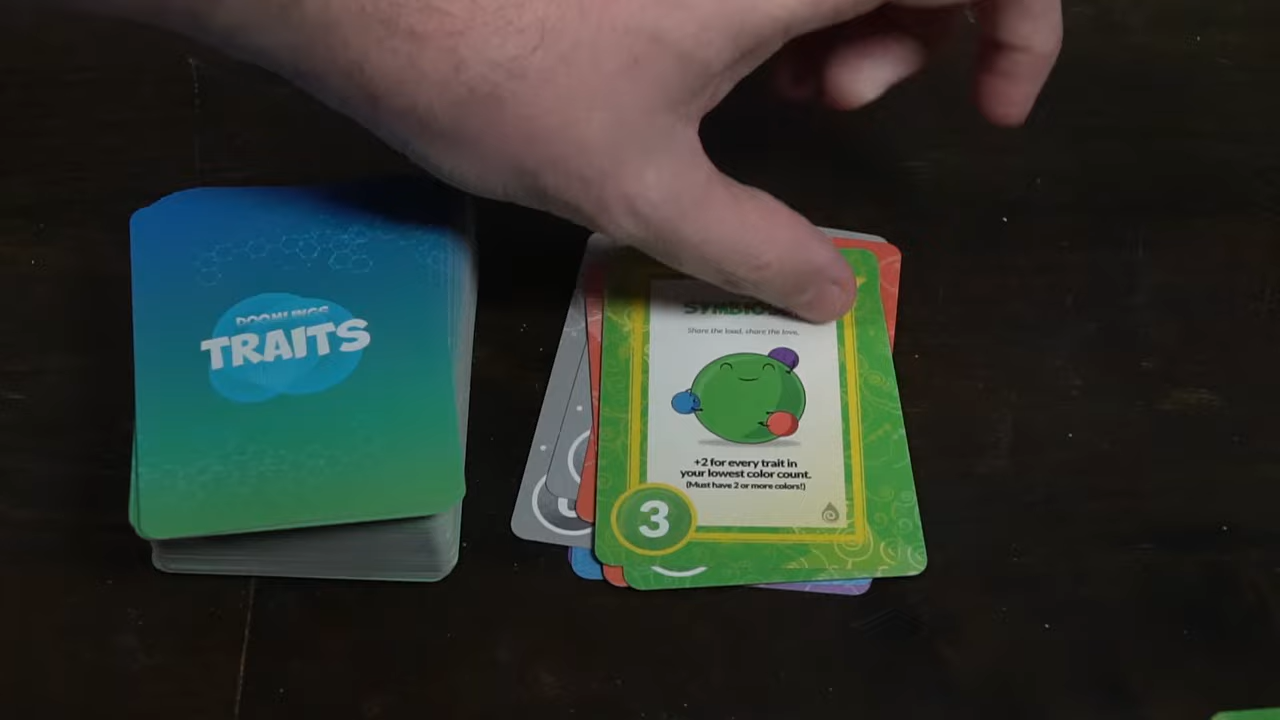 DOOMLINGS
TRAITS
Share the load, share the love.
+2 for every trait in
your lowest color count.
(Must have 2 or more colors!)
3